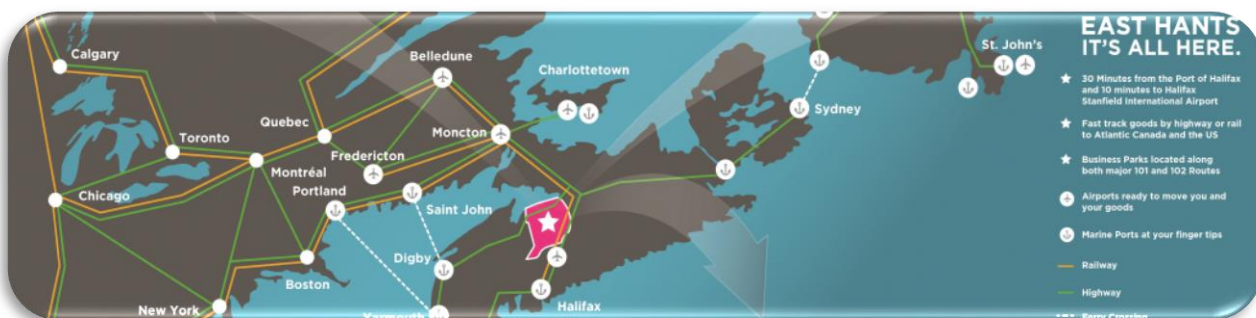 EAST HANTS
IT'S ALL HERE.
St. John's
Calgary
Belledune
Charlottetown
30 Minutes from the Port of Halifax
and 10 minutes to Halifax
Stanfield International Airport
Sydney
Quebec
Moncton
Toronto
Fast track goods by highway or rail
to Atlantic Canada and the US
Fredericton
Montréal
Portland
Business Parks located along
both major 101 and 102 Routes
Chicago
Saint John
Airports ready to move you and
your goods
Marine Ports at your finger tips
Digby
Railway
Boston
Highway
New York
Halifax
Yarmouth
Ferry Crossing